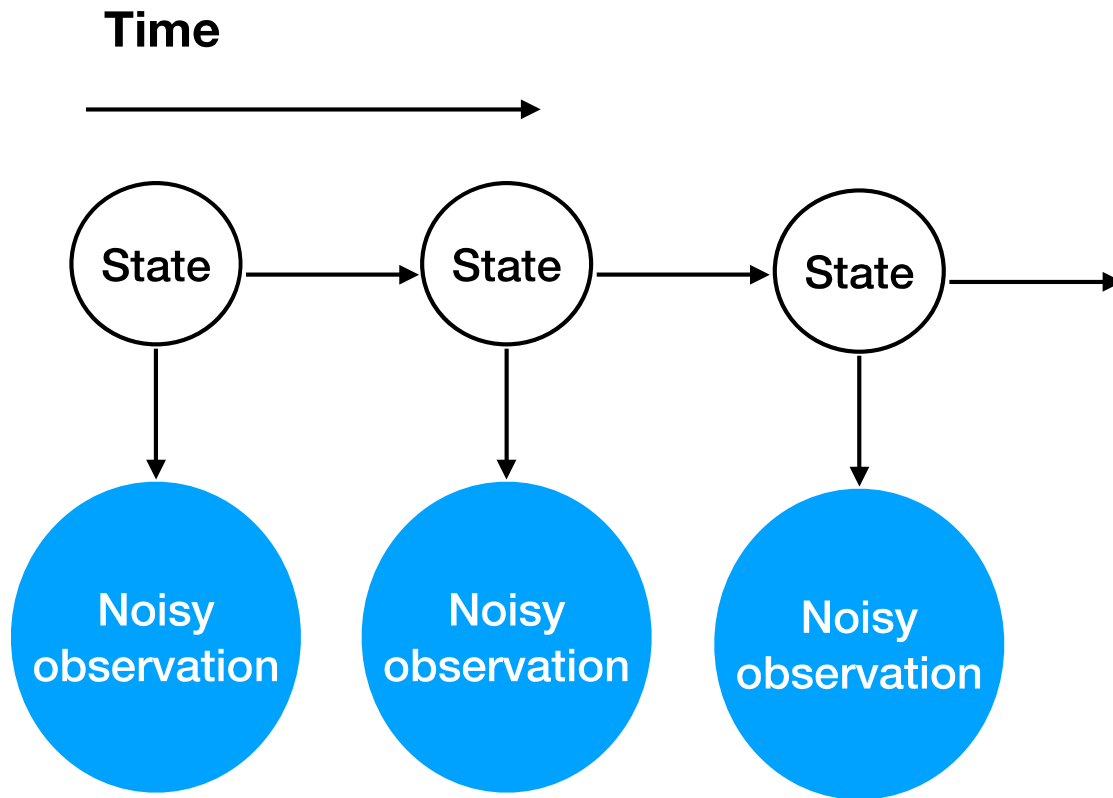 Time
State
State
State
Noisy
observation
Noisy
observation
Noisy
observation